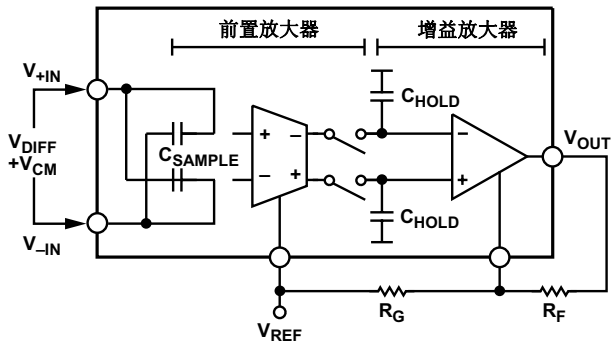 前置放大器
增益放大器
V+IN
CHOLD
VDIFF
+VCM
CSAMPLE
+
−
−
+
−
+
VOUT
CHOLD
V–IN
VREF
RG
RF